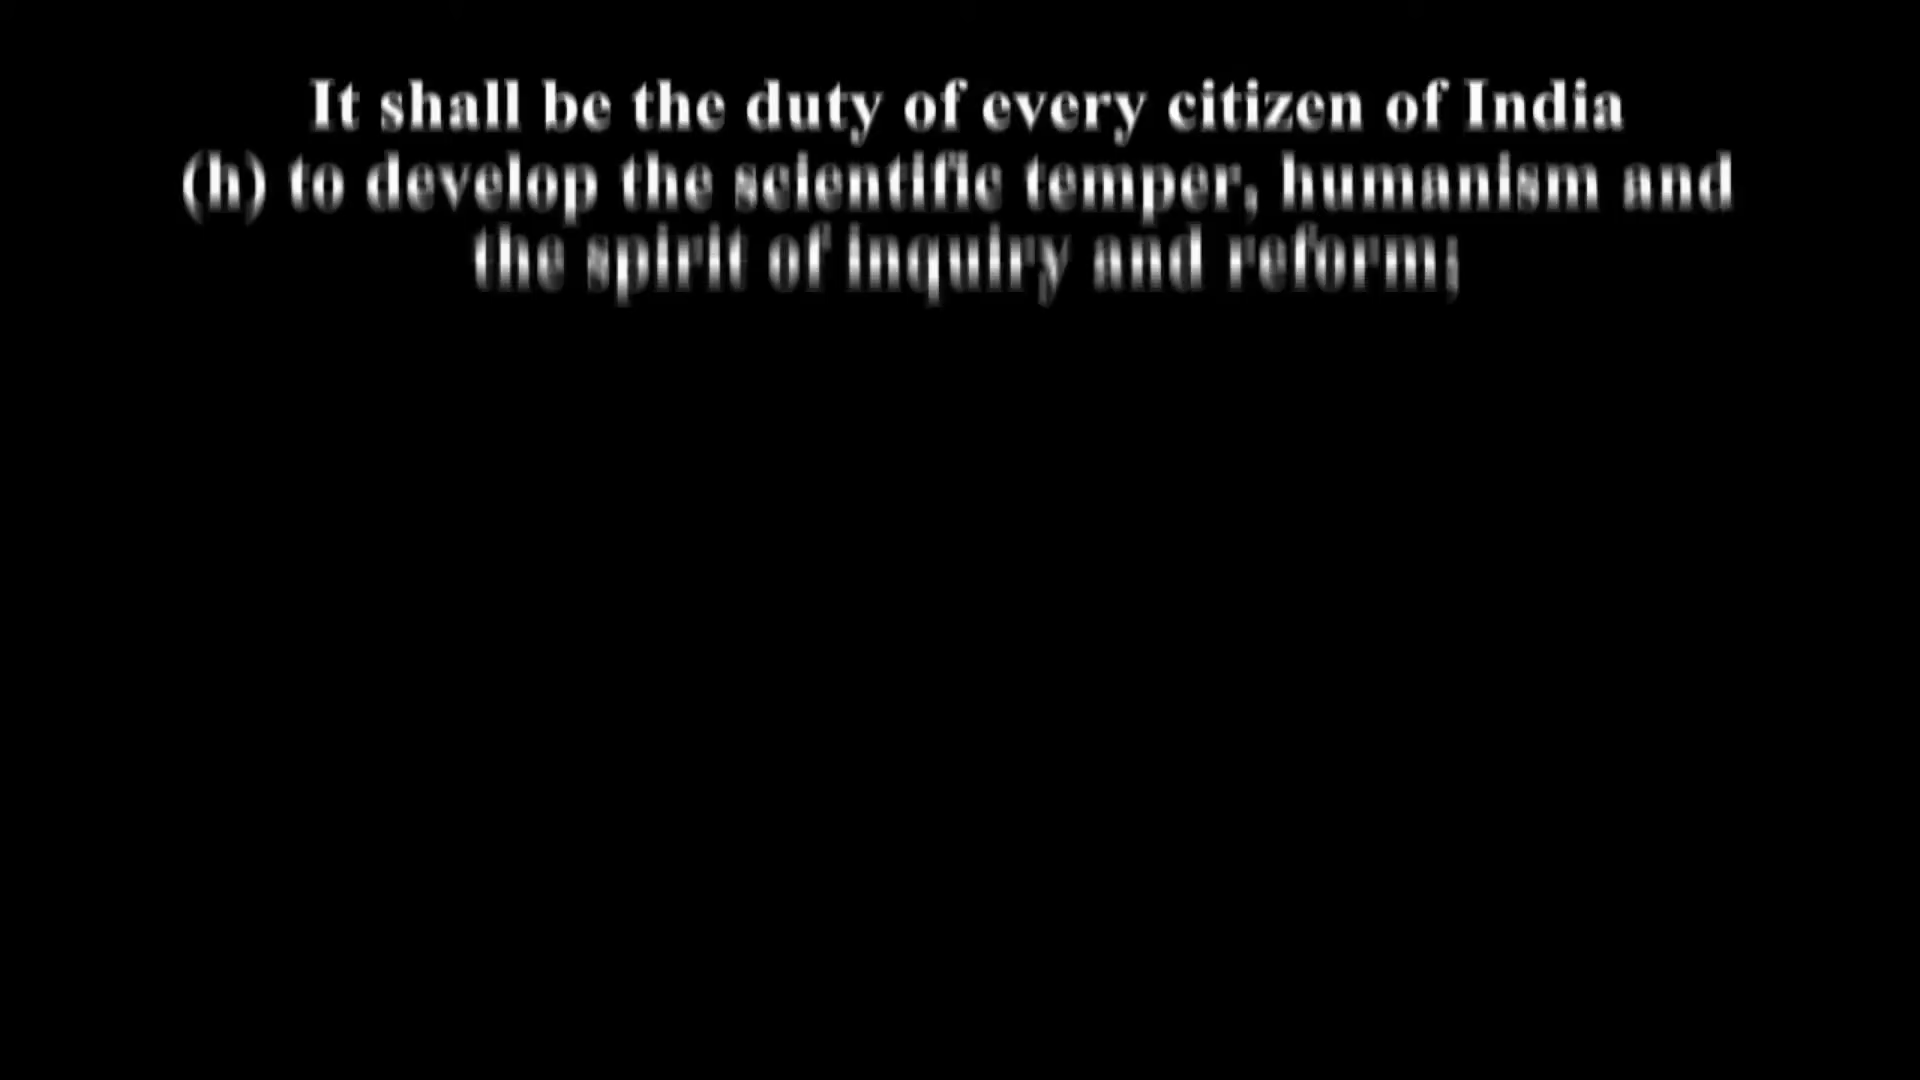 It shall be the duty of every citizen of India
(h) to develop the scientific temper, humanism and
the spirit of inquiry and reform;